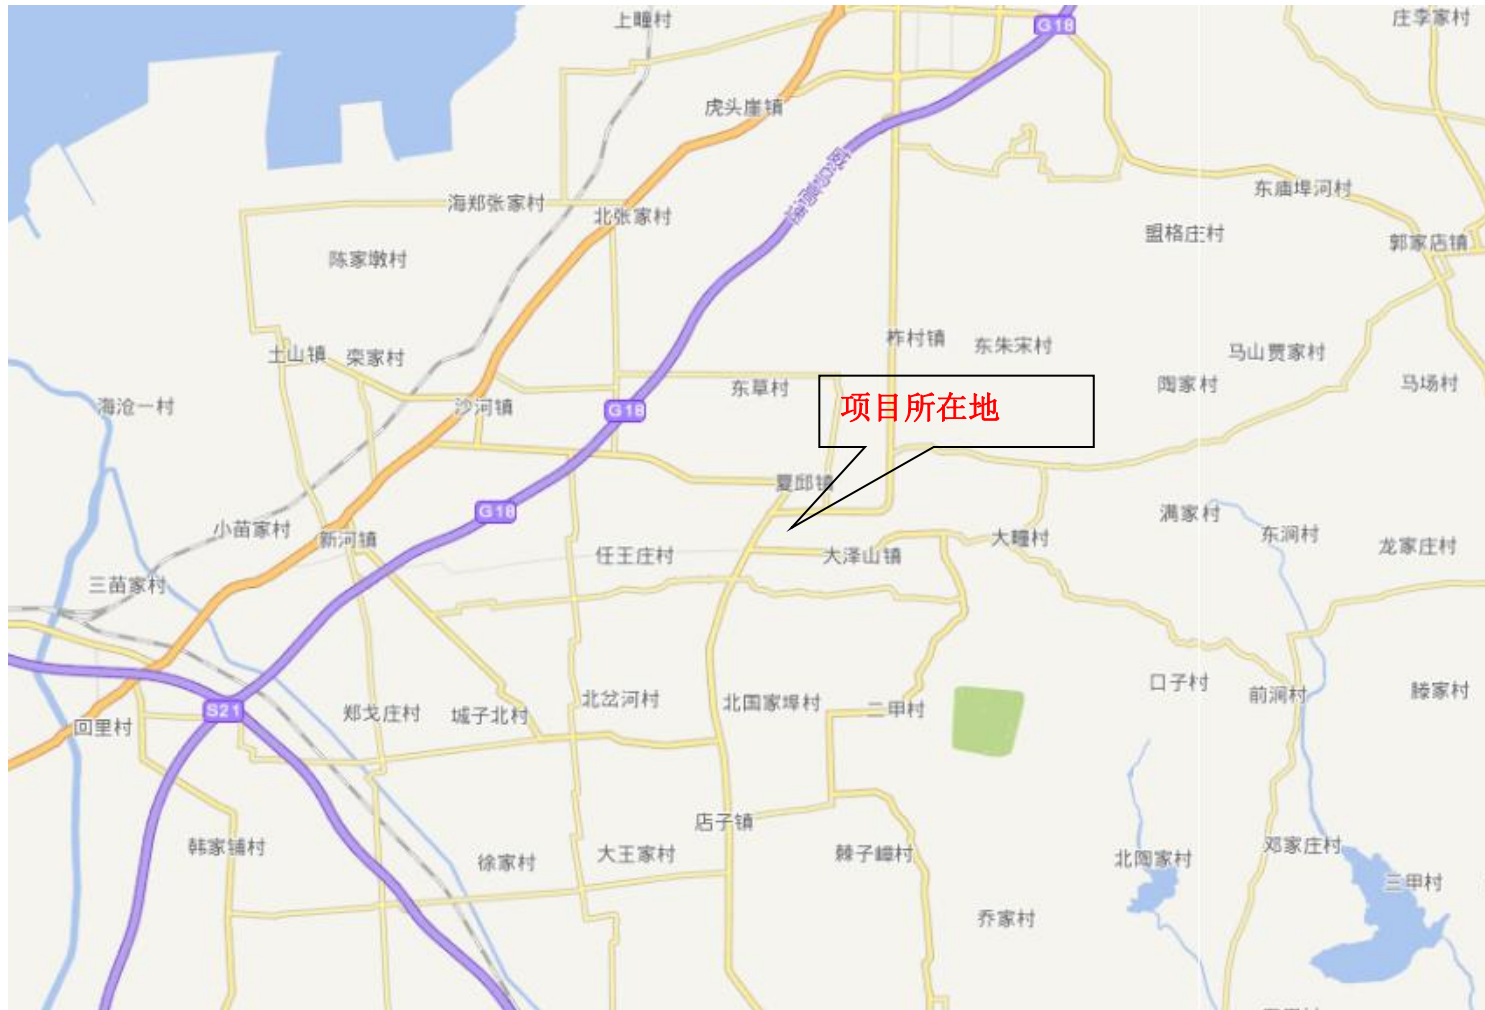 上疃村
庄李家村
G18
虎头崖镇
威乌高速
东庙埠河村
海郑张家村
北张家村
盟格庄村
郭家店镇
陈家墩村
柞村镇
东朱宋村
土山镇
栾家村
马山贾家村
东草村
陶家村
马场村
海沧一村
沙河镇
G18
项目所在地
夏邱镇
G18
满家村
小苗家村
新河镇
大疃村
东涧村
龙家庄村
任王庄村
大泽山镇
三苗家村
口子村
前涧村
滕家村
北岔河村
北国家埠村
二甲村
S21
郑戈庄村
城子北村
回里村
店子镇
韩家铺村
徐家村
大王家村
棘子嶂村
北陶家村
邓家庄村
三甲村
乔家村